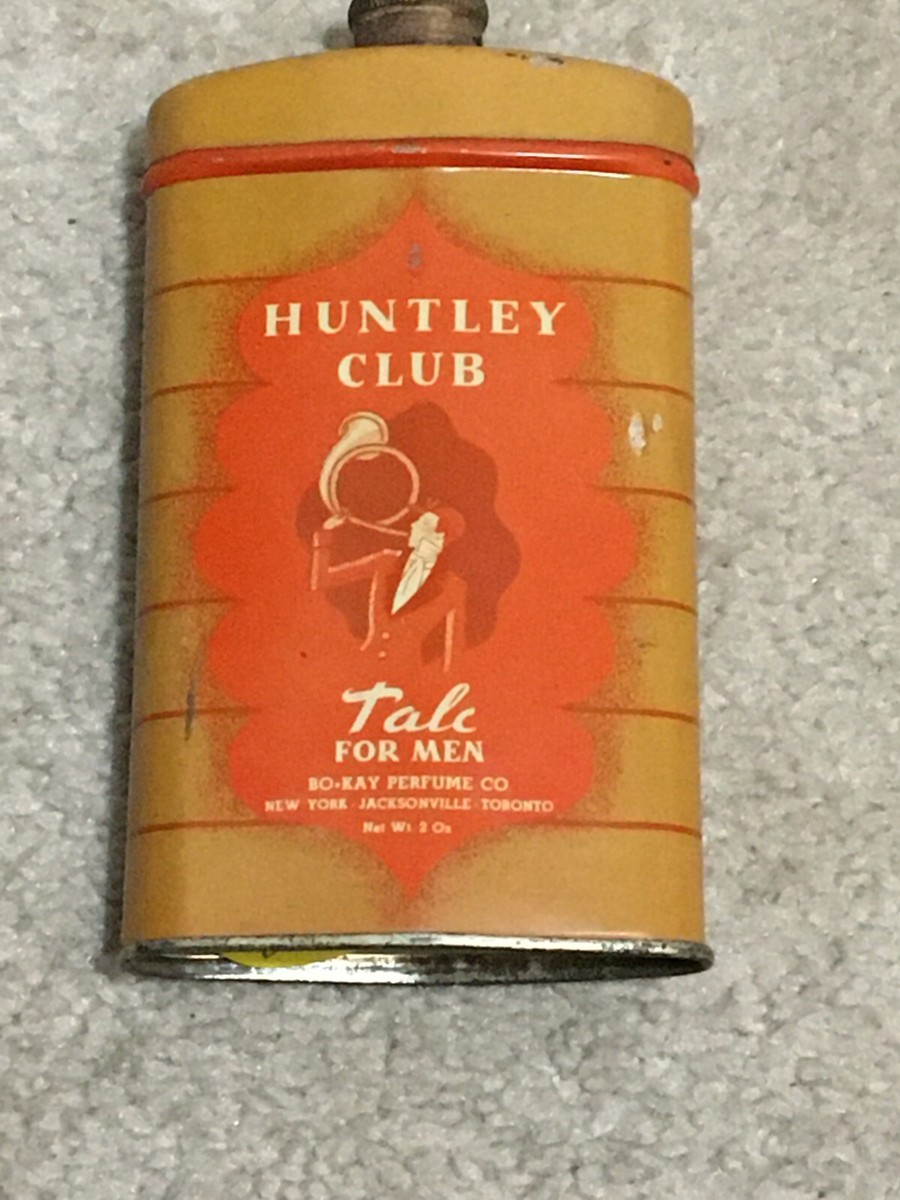 HUNTLEY
CLUB
Talc
FOR MEN
BO-KAY PERFUME CO
NEW YORK · JACKSONVILLE · TORONTO
Net Wt 2 Oz